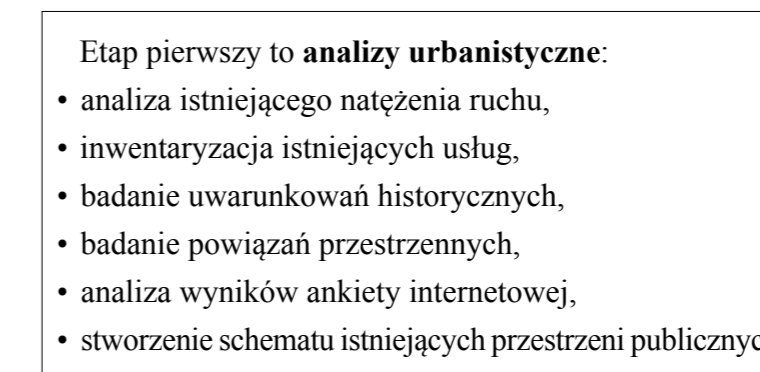 Etap pierwszy to analizy urbanistyczne:
• analiza istniejącego natężenia ruchu,
• inwentaryzacja istniejących usług,
• badanie uwarunkowań historycznych,
• badanie powiązań przestrzennych,
• analiza wyników ankiety internetowej,
• stworzenie schematu istniejących przestrzeni